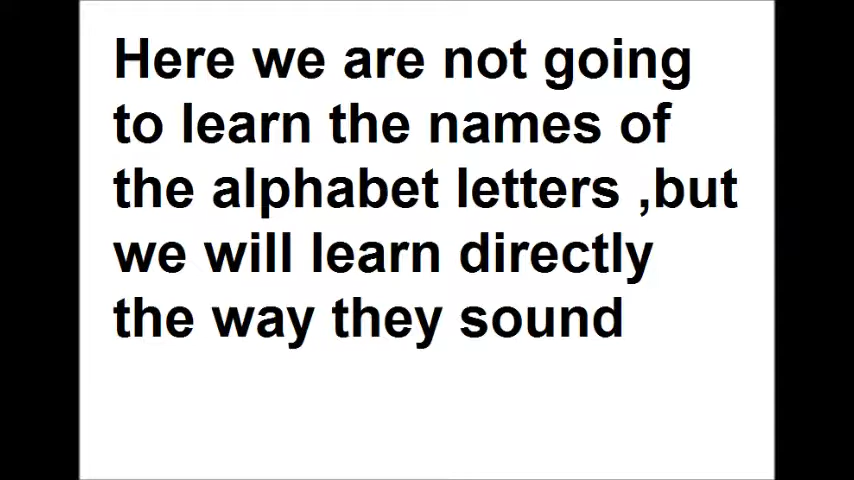 Here we are not going
to learn the names of
the alphabet letters ,but
we will learn directly
the way they sound